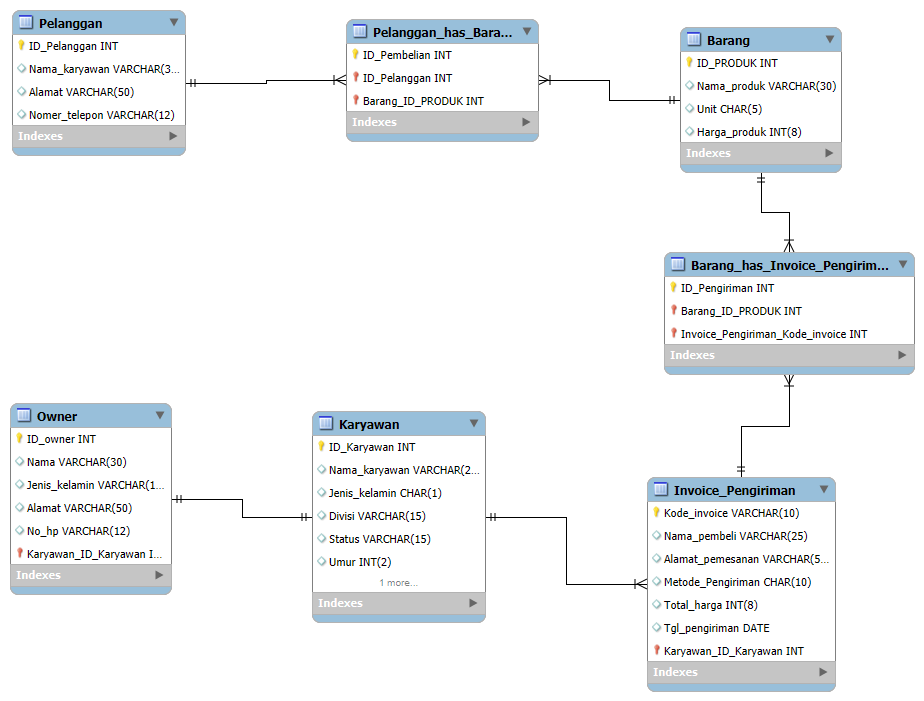 Pelanggan
ID_Pelanggan INT
Nama_karyawan VARCHAR(3...
Alamat VARCHAR(50)
Nomer_telepon VARCHAR(12)
Indexes
Pelanggan_has_Bara...
ID_Pembelian INT
ID_Pelanggan INT
Barang_ID_PRODUK INT
Indexes
Barang
ID_PRODUK INT
Nama_produk VARCHAR(30)
Unit CHAR(5)
Harga_produk INT(8)
Indexes
Barang_has_Invoice_Pengirim...
ID_Pengiriman INT
Barang_ID_PRODUK INT
Invoice_Pengiriman_Kode_invoice INT
Indexes
Owner
ID_owner INT
Nama VARCHAR(30)
Jenis_kelamin VARCHAR(1...
Alamat VARCHAR(50)
No_hp VARCHAR(12)
Karyawan_ID_Karyawan I...
Indexes
Karyawan
ID_Karyawan INT
Nama_karyawan VARCHAR(2...
Jenis_kelamin CHAR(1)
Divisi VARCHAR(15)
Status VARCHAR(15)
Umur INT(2)
1 more...
Indexes
Invoice_Pengiriman
Kode_invoice VARCHAR(10)
Nama_pembeli VARCHAR(25)
Alamat_pemesanan VARCHAR(5...
Metode_Pengiriman CHAR(10)
Total_harga INT(8)
Tgl_pengiriman DATE
Karyawan_ID_Karyawan INT
Indexes